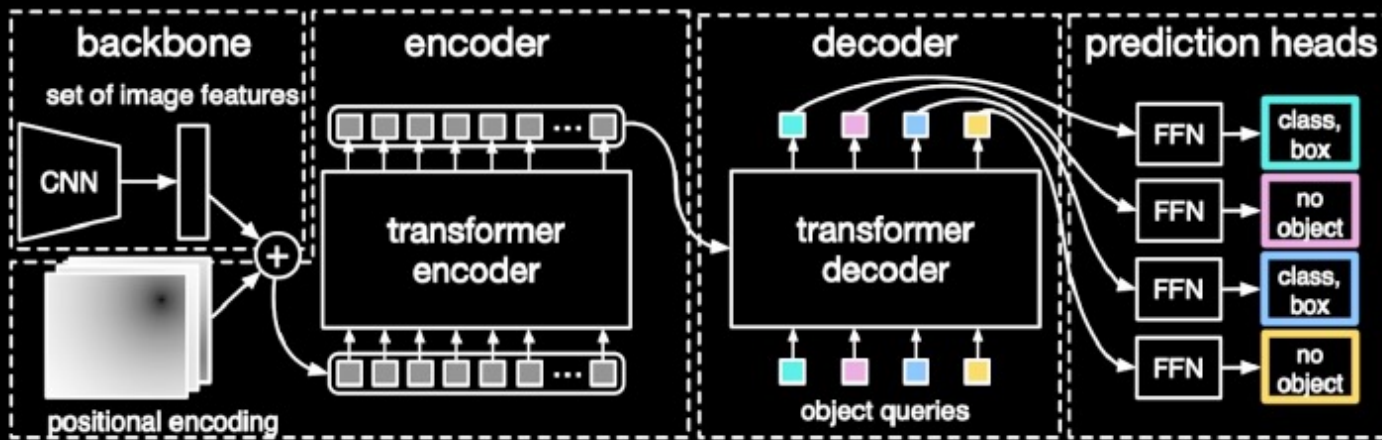 backbone
set of image features
CNN
+
positional encoding
encoder
...
transformer
encoder
...
decoder
transformer
decoder
object queries
prediction heads
FFN
class,
box
FFN
no
object
FFN
class,
box
FFN
no
object